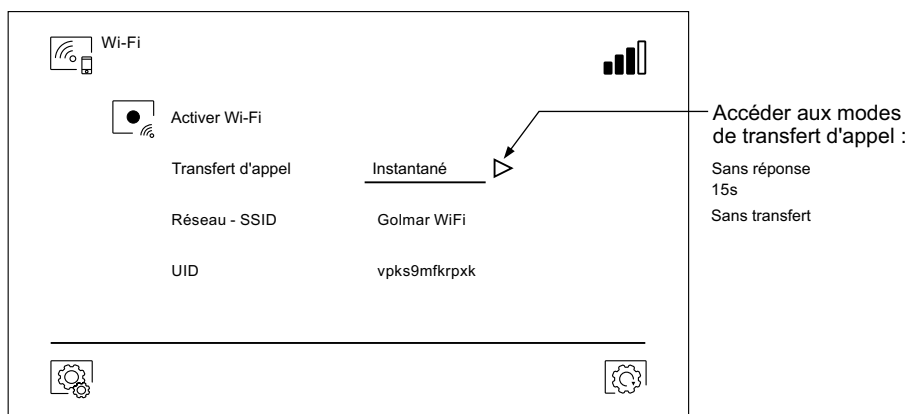 Wi-Fi
Activer Wi-Fi
Transfert d'appel Instantané
Réseau - SSID Golmar WiFi
UID vpks9mfkrpxk
Accéder aux modes
de transfert d'appel :
Sans réponse
15s
Sans transfert